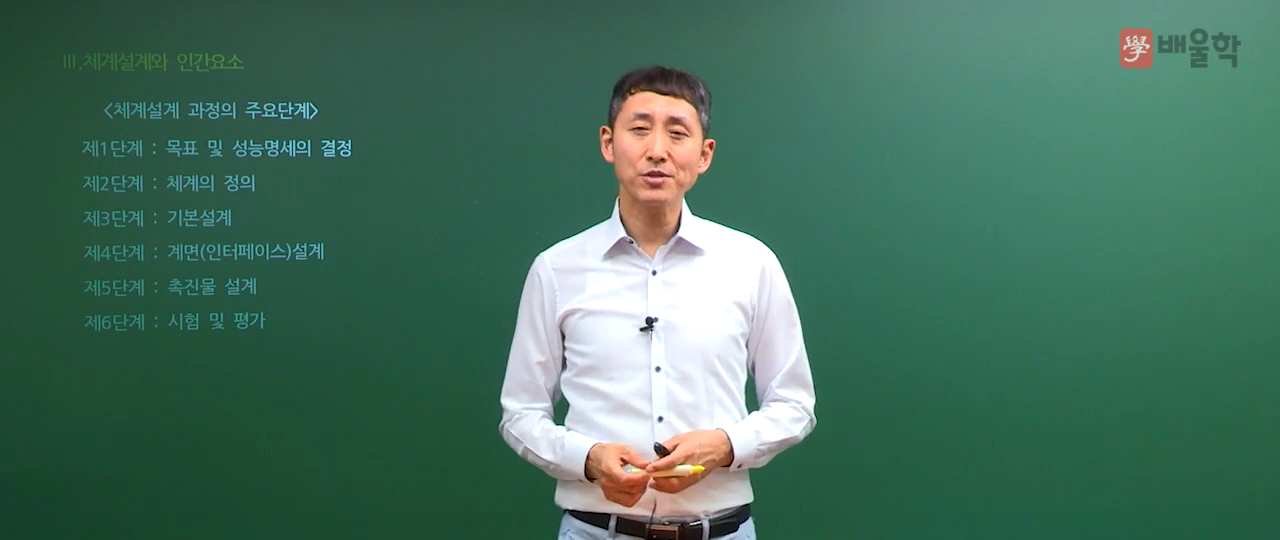 Ⅲ.체계설계와 인간요소
<체계설계 과정의 주요단계>
제1단계 : 목표 및 성능명세의 결정
제2단계 : 체계의 정의
제3단계 : 기본설계
제4단계 : 계면(인터페이스)설계
제5단계 : 촉진물 설계
제6단계 : 시험 및 평가
學 배울학